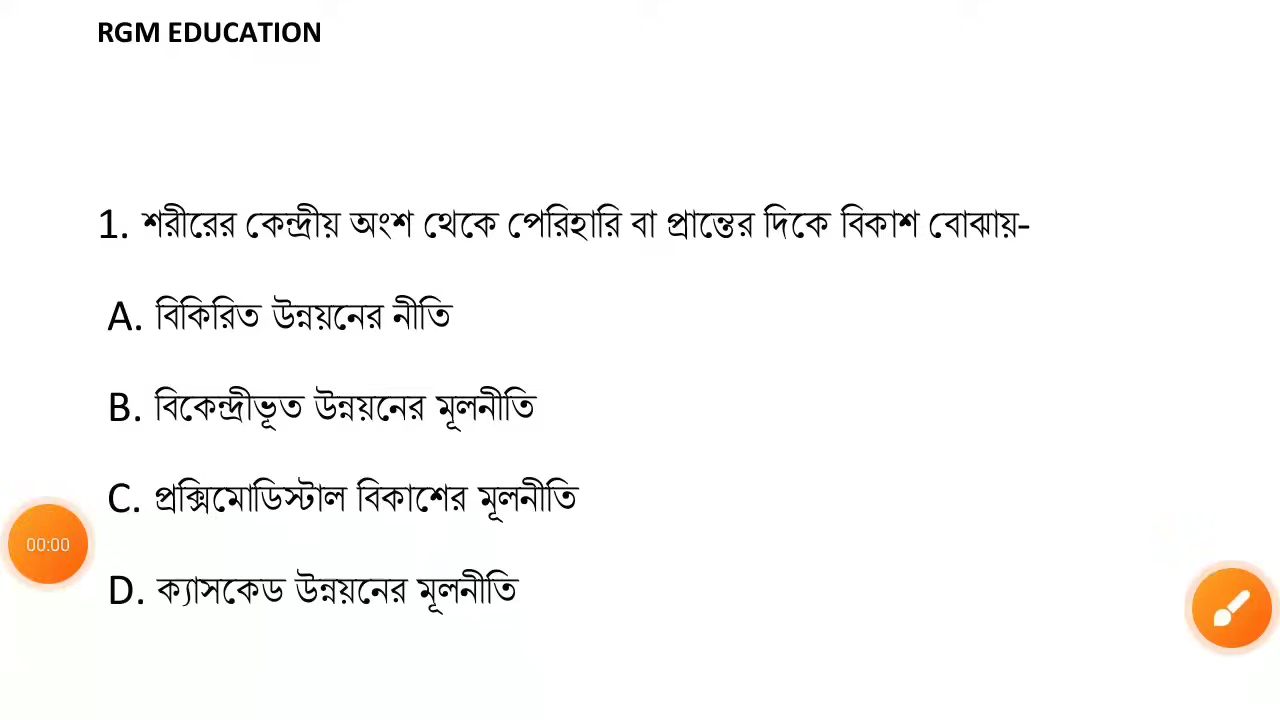 RGM EDUCATION
1. শরীরের কেন্দ্রীয় অংশ থেকে পেরিহারি বা প্রান্তের দিকে বিকাশ বোঝায়-
A. বিকিরিত উন্নয়নের নীতি
B. বিকেন্দ্রীভূত উন্নয়নের মূলনীতি
C. প্রক্সিমোডিস্টাল বিকাশের মূলনীতি
00:00
D. ক্যাসকেড উন্নয়নের মূলনীতি